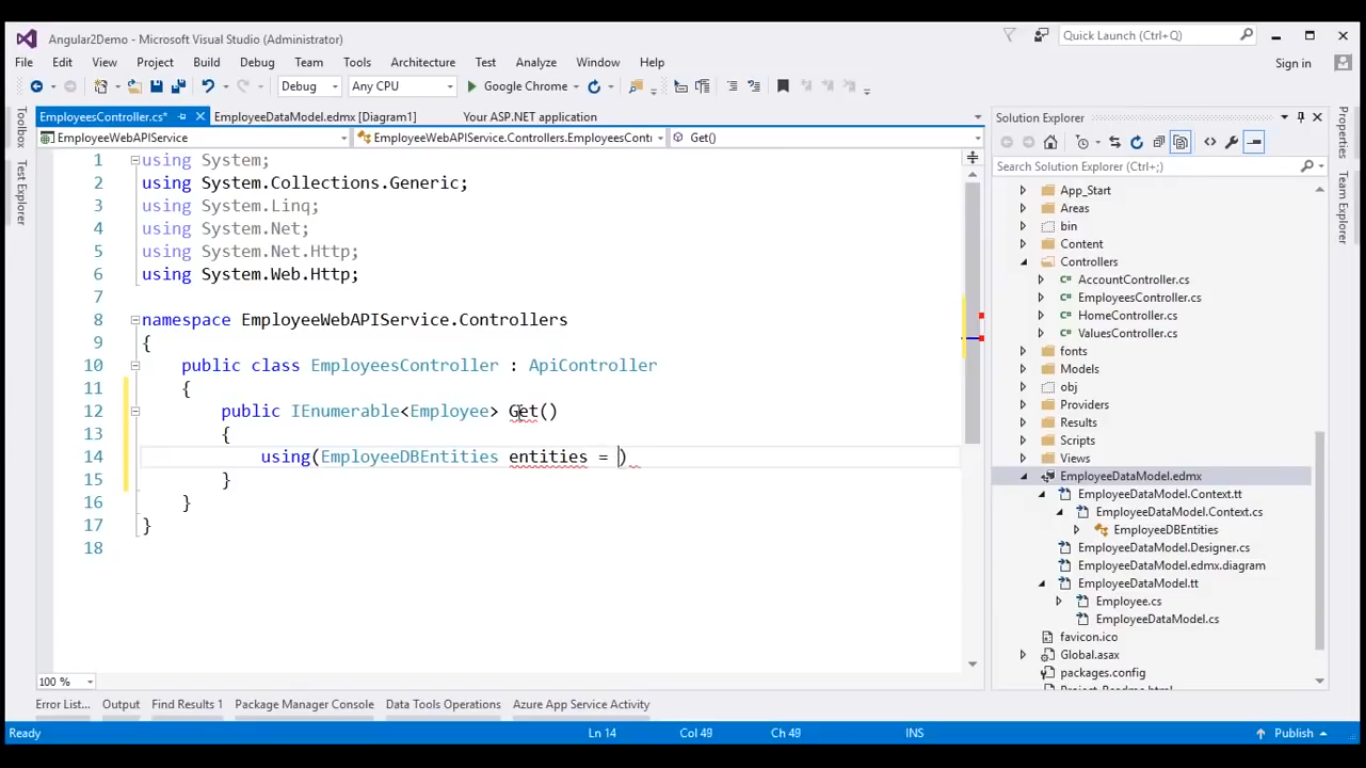 Angular2Demo - Microsoft Visual Studio (Administrator)
Quick Launch (Ctrl+Q)
File Edit View Project Build Debug Team Tools Architecture Test Analyze Window Help
Sign in
Debug Any CPU Google Chrome
Toolbox
Test Explorer
EmployeesController.cs* EmployeeDataModel.edmx [Diagram1] Your ASP.NET application
EmployeeWebAPIService EmployeeWebAPIService.Controllers.EmployeesConti Get()
1 using System;
2 using System.Collections.Generic;
3 using System.Linq;
4 using System.Net;
5 using System.Net.Http;
6 using System.Web.Http;
7
8 namespace EmployeeWebAPIService.Controllers
9 {
10 public class EmployeesController : ApiController
11 {
12 public IEnumerable<Employee> Get()
13 {
14 using(EmployeeDBEntities entities = )
15 }
16 }
17 }
18
100 %
Solution Explorer
Search Solution Explorer (Ctrl+;)
App_Start
Areas
bin
Content
Controllers
C# AccountController.cs
C# EmployeesController.cs
C# HomeController.cs
C# ValuesController.cs
fonts
Models
obj
Providers
Results
Scripts
Views
EmployeeDataModel.edmx
EmployeeDataModel.Context.tt
EmployeeDataModel.Context.cs
EmployeeDBEntities
EmployeeDataModel.Designer.cs
EmployeeDataModel.edmx.diagram
EmployeeDataModel.tt
Employee.cs
EmployeeDataModel.cs
favicon.ico
Global.asax
packages.config
Project_Readme.html
Properties
Team Explorer
Error List... Output Find Results 1 Package Manager Console Data Tools Operations Azure App Service Activity
Ready Ln 14 Col 49 Ch 49 INS Publish